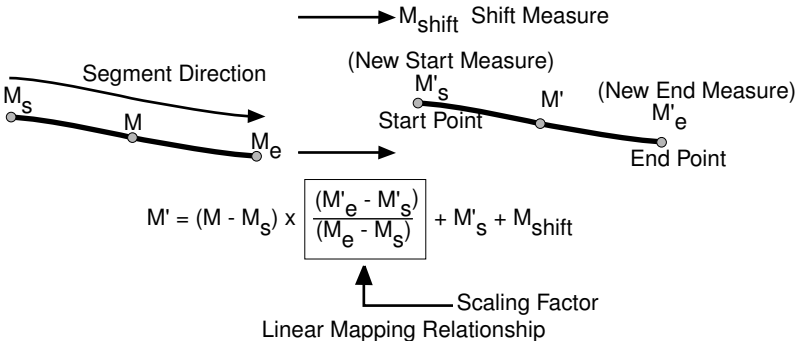 M_shift Shift Measure
(New Start Measure)
Segment Direction
M'_s
(New End Measure)
M_s
M'
M'_e
M
Start Point
M_e
End Point
M' = (M - M_s) x (M'_e - M'_s) / (M_e - M_s) + M'_s + M_shift
Scaling Factor
Linear Mapping Relationship